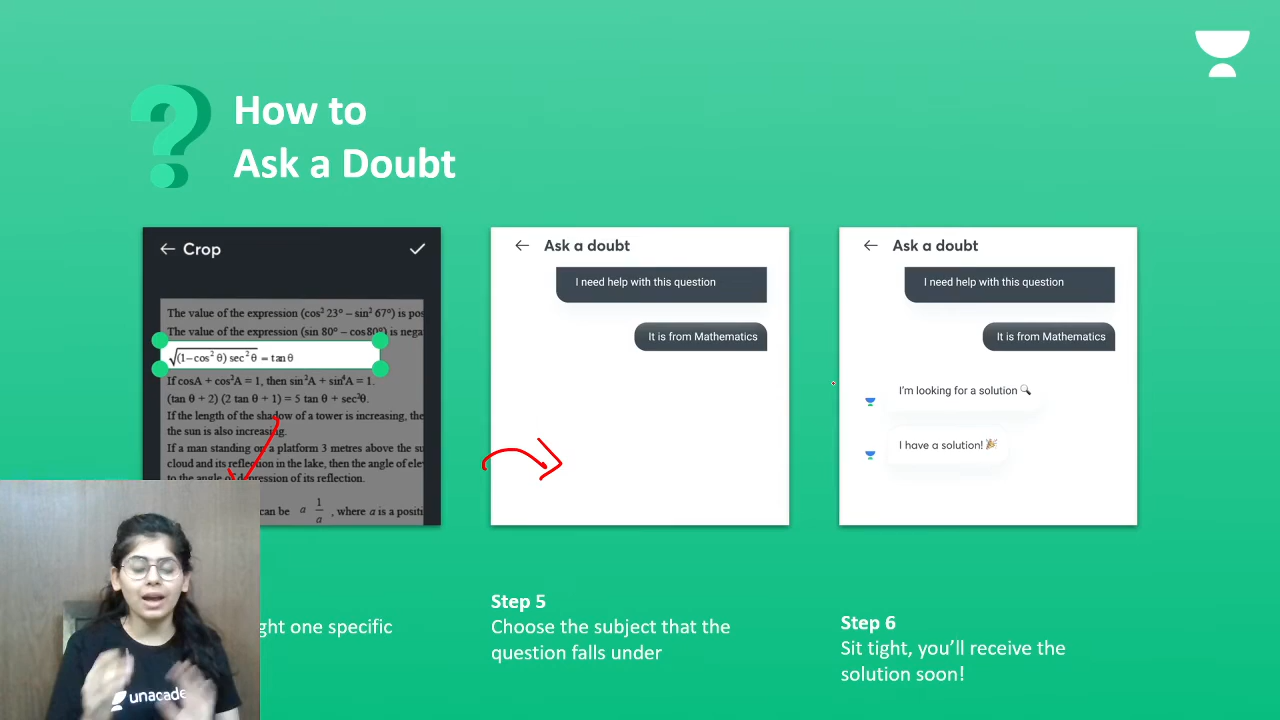 How to
Ask a Doubt
Crop
The value of the expression (cos² 23° – sin² 67°) is pos
The value of the expression (sin 80° – cos 80°) is nega
√(1–cos² θ) sec² θ = tan θ
If cosA + cos²A = 1, then sin²A + sin⁴A = 1.
(tan θ + 2) (2 tan θ + 1) = 5 tan θ + sec²θ.
If the length of the shadow of a tower is increasing, the
the sun is also increasing.
If a man standing on a platform 3 metres above the su
cloud and its reflection in the lake, then the angle of ele
to the angle of depression of its reflection.
can be a 1/a , where a is a positi
Ask a doubt
I need help with this question
It is from Mathematics
Ask a doubt
I need help with this question
It is from Mathematics
I'm looking for a solution 🔍
I have a solution! 🎉
ght one specific
Step 5
Choose the subject that the
question falls under
Step 6
Sit tight, you'll receive the
solution soon!
unacade